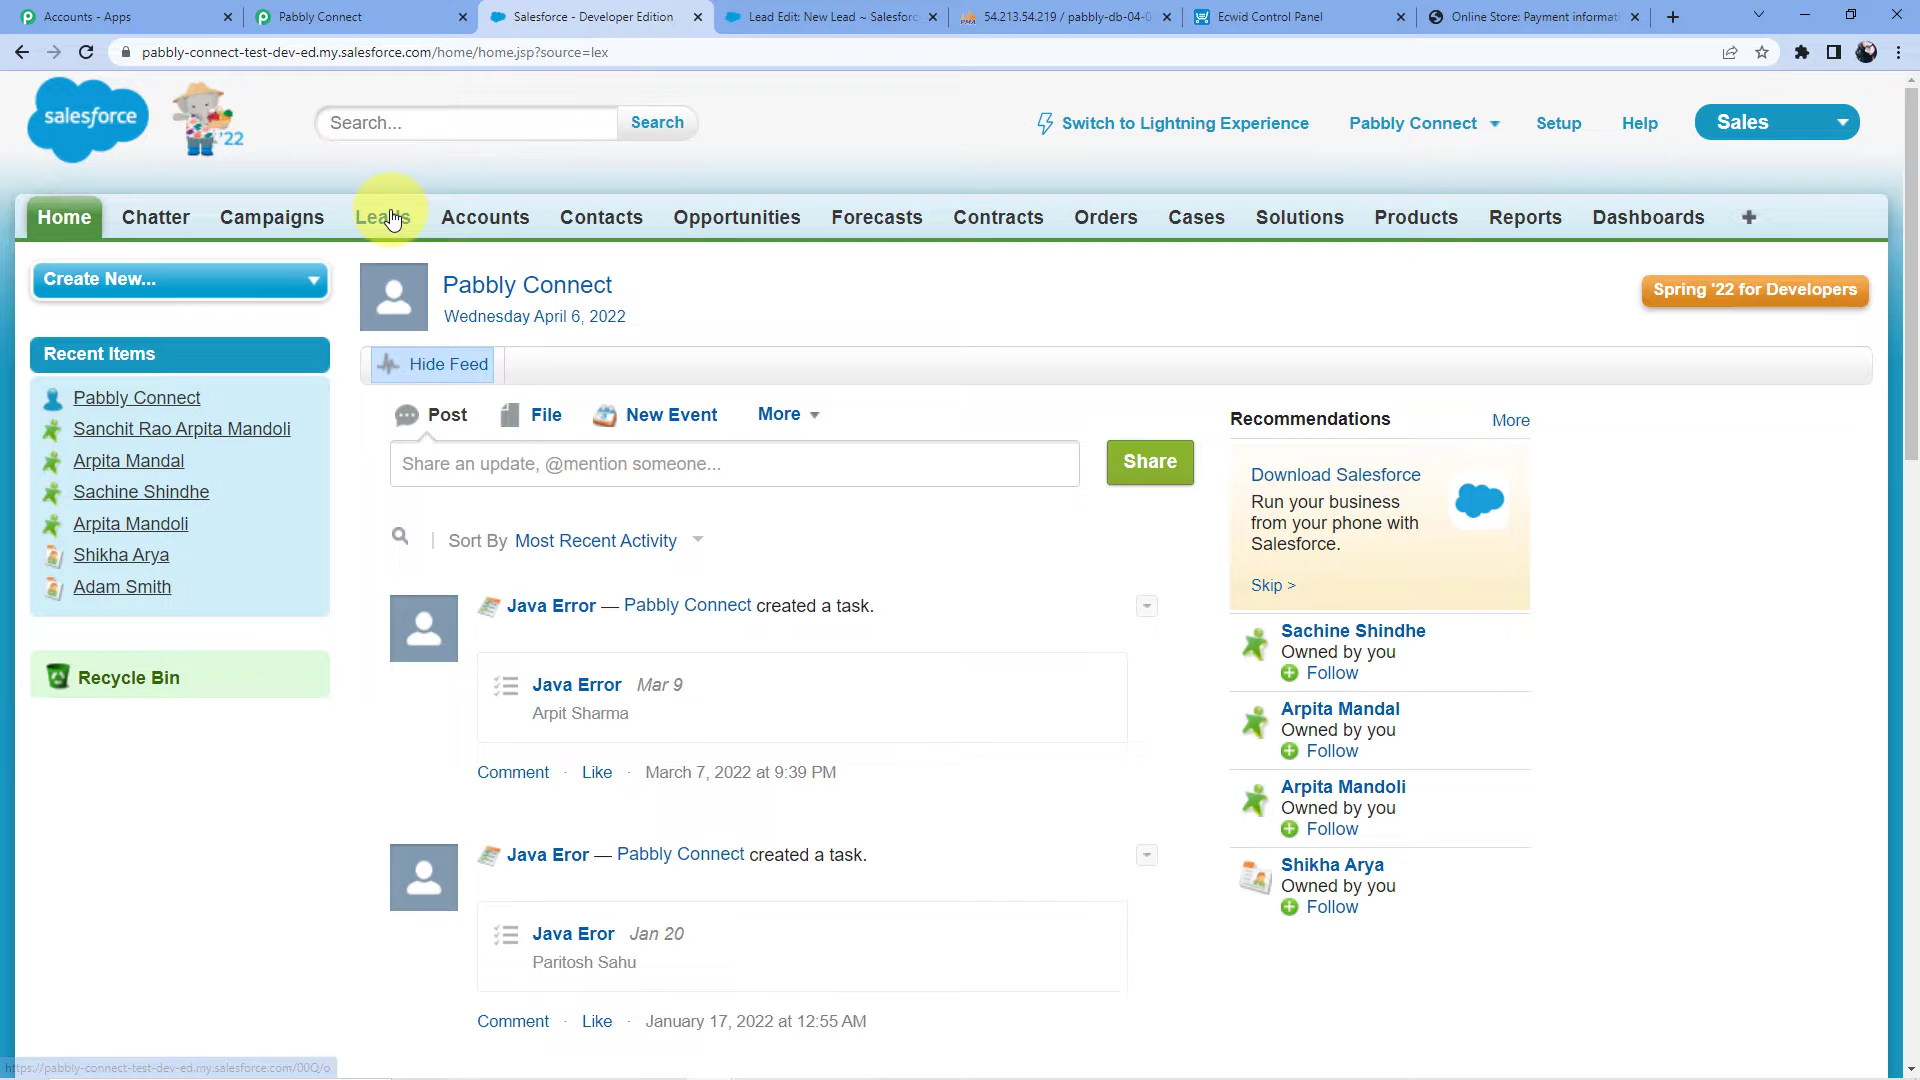 Accounts - Apps
Pabbly Connect
Salesforce - Developer Edition
Lead Edit: New Lead ~ Salesforc
54.213.54.219 / pabbly-db-04-0
Ecwid Control Panel
Online Store: Payment informati
pabbly-connect-test-dev-ed.my.salesforce.com/home/home.jsp?source=lex
salesforce
'22
Search...
Search
Switch to Lightning Experience
Pabbly Connect
Setup
Help
Sales
Home
Chatter
Campaigns
Leads
Accounts
Contacts
Opportunities
Forecasts
Contracts
Orders
Cases
Solutions
Products
Reports
Dashboards
Create New...
Recent Items
Pabbly Connect
Sanchit Rao Arpita Mandoli
Arpita Mandal
Sachine Shindhe
Arpita Mandoli
Shikha Arya
Adam Smith
Recycle Bin
Pabbly Connect
Wednesday April 6, 2022
Spring '22 for Developers
Hide Feed
Post
File
New Event
More
Share an update, @mention someone...
Share
Sort By Most Recent Activity
Java Error — Pabbly Connect created a task.
Java Error Mar 9
Arpit Sharma
Comment · Like · March 7, 2022 at 9:39 PM
Java Eror — Pabbly Connect created a task.
Java Eror Jan 20
Paritosh Sahu
Comment · Like · January 17, 2022 at 12:55 AM
Recommendations
More
Download Salesforce
Run your business
from your phone with
Salesforce.
Skip >
Sachine Shindhe
Owned by you
Follow
Arpita Mandal
Owned by you
Follow
Arpita Mandoli
Owned by you
Follow
Shikha Arya
Owned by you
Follow
https://pabbly-connect-test-dev-ed.my.salesforce.com/00Q/o